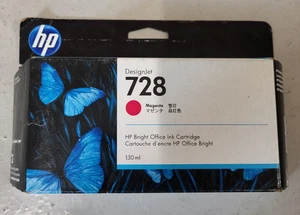 hp
DesignJet
728
Magenta
マゼンタ
HP Bright Office Ink Cartridge
Cartouche d'encre HP Office Bright
130 ml